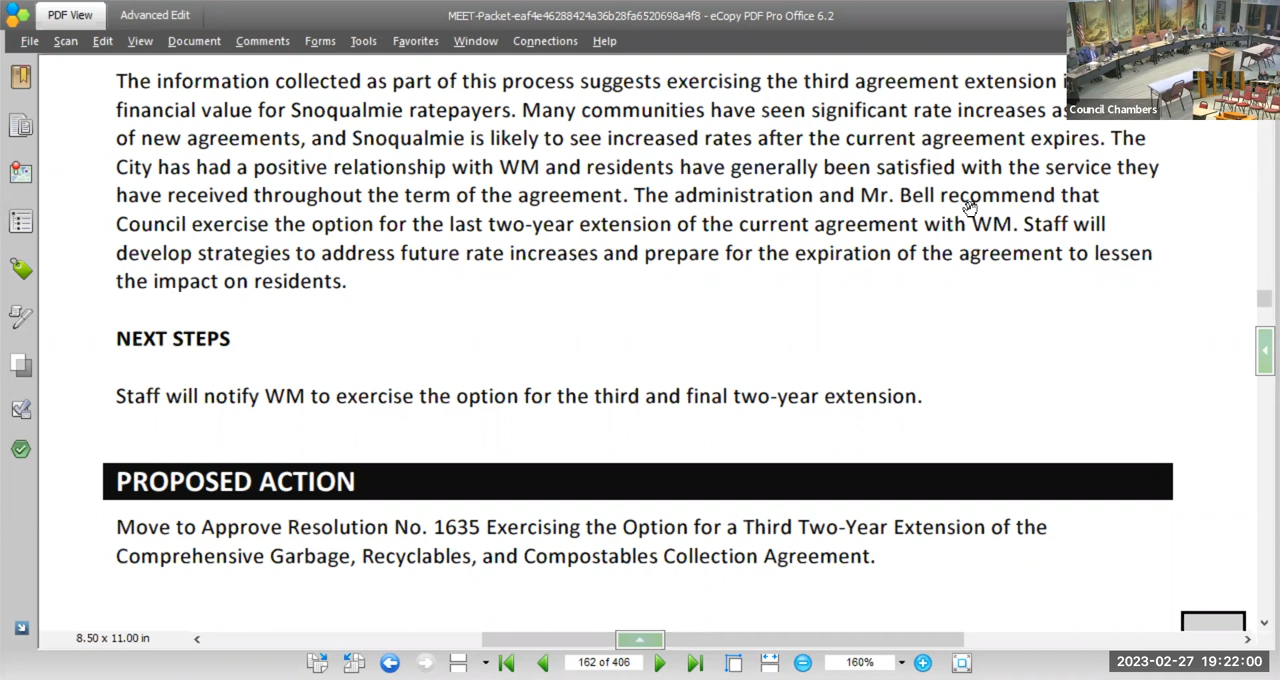 PDF View
Advanced Edit
MEET-Packet-eaf4e46288424a36b28fa6520698a4f8 - eCopy PDF Pro Office 6.2
File Scan Edit View Document Comments Forms Tools Favorites Window Connections Help
Council Chambers
The information collected as part of this process suggests exercising the third agreement extension
financial value for Snoqualmie ratepayers. Many communities have seen significant rate increases
of new agreements, and Snoqualmie is likely to see increased rates after the current agreement expires. The
City has had a positive relationship with WM and residents have generally been satisfied with the service they
have received throughout the term of the agreement. The administration and Mr. Bell recommend that
Council exercise the option for the last two-year extension of the current agreement with WM. Staff will
develop strategies to address future rate increases and prepare for the expiration of the agreement to lessen
the impact on residents.
NEXT STEPS
Staff will notify WM to exercise the option for the third and final two-year extension.
PROPOSED ACTION
Move to Approve Resolution No. 1635 Exercising the Option for a Third Two-Year Extension of the
Comprehensive Garbage, Recyclables, and Compostables Collection Agreement.
8.50 x 11.00 in
162 of 406
160%
2023-02-27 19:22:00